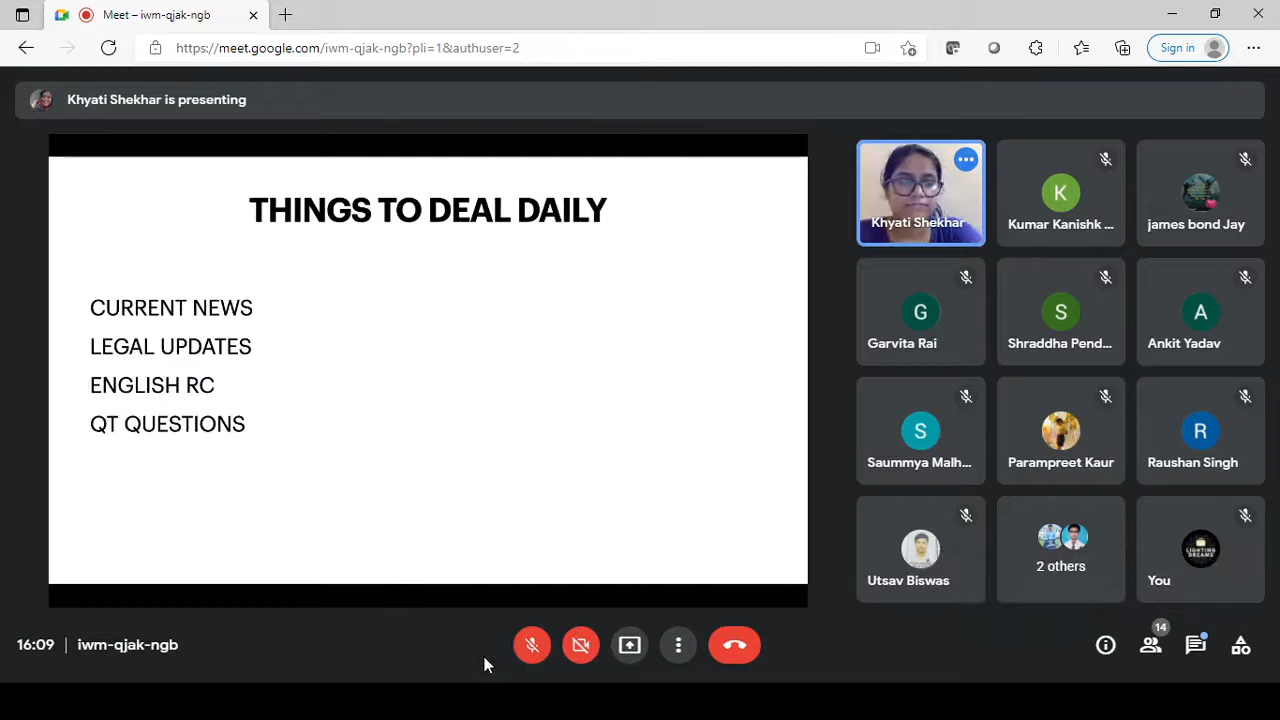 Meet – iwm-qjak-ngb
https://meet.google.com/iwm-qjak-ngb?pli=1&authuser=2
Sign in
Khyati Shekhar is presenting
THINGS TO DEAL DAILY
CURRENT NEWS
LEGAL UPDATES
ENGLISH RC
QT QUESTIONS
Khyati Shekhar
K
Kumar Kanishk ...
james bond Jay
G
Garvita Rai
S
Shraddha Pend...
A
Ankit Yadav
S
Saummya Malh...
Parampreet Kaur
R
Raushan Singh
Utsav Biswas
2 others
LIGHTING
DREAMS
You
16:09 | iwm-qjak-ngb
14